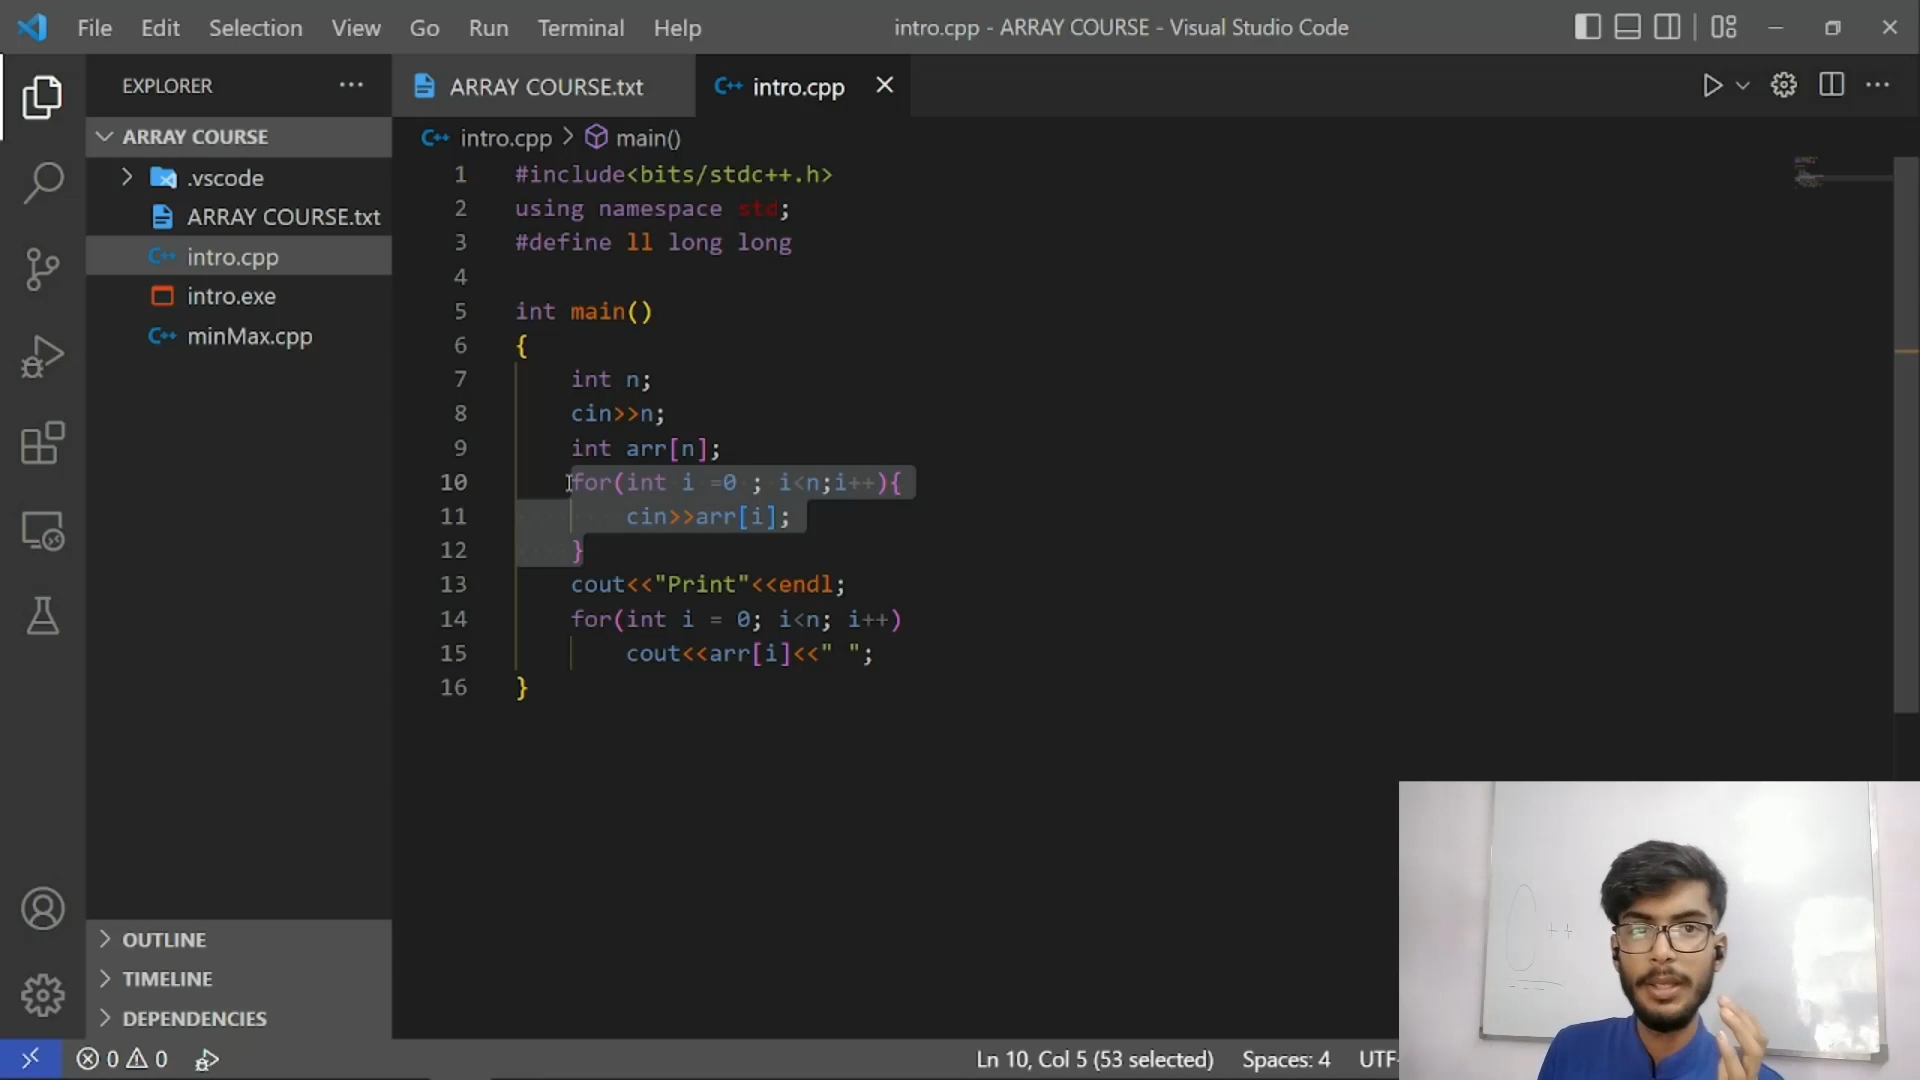 File Edit Selection View Go Run Terminal Help
intro.cpp - ARRAY COURSE - Visual Studio Code
EXPLORER
ARRAY COURSE
.vscode
ARRAY COURSE.txt
intro.cpp
intro.exe
minMax.cpp
OUTLINE
TIMELINE
DEPENDENCIES
ARRAY COURSE.txt
intro.cpp
intro.cpp > main()
1 #include<bits/stdc++.h>
2 using namespace std;
3 #define ll long long
4
5 int main()
6 {
7 int n;
8 cin>>n;
9 int arr[n];
10 for(int i =0 ; i<n;i++){
11 cin>>arr[i];
12 }
13 cout<<"Print"<<endl;
14 for(int i = 0; i<n; i++)
15 cout<<arr[i]<<" ";
16 }
++
0 0
Ln 10, Col 5 (53 selected) Spaces: 4 UTF-